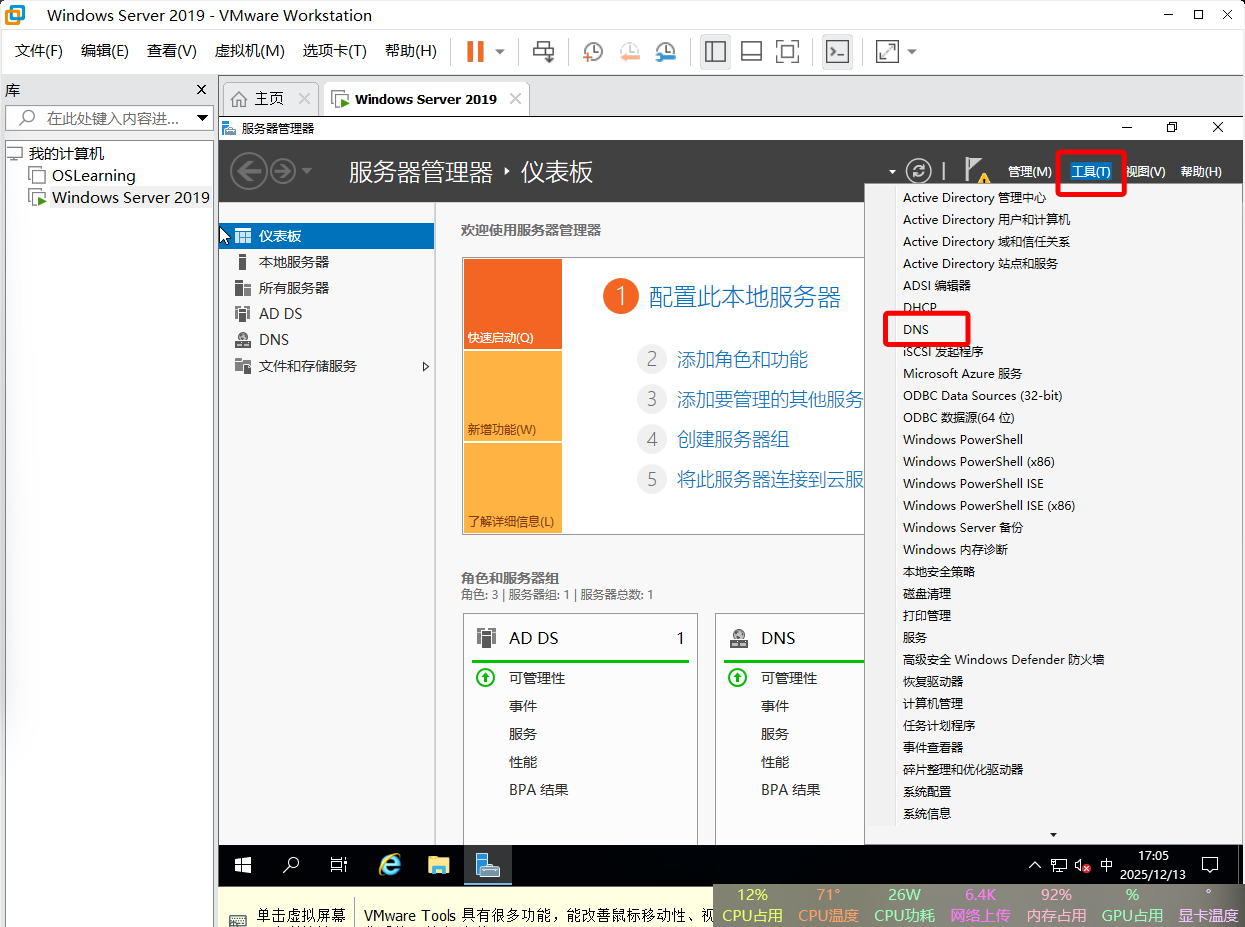 Windows Server 2019 - VMware Workstation
文件(F) 编辑(E) 查看(V) 虚拟机(M) 选项卡(T) 帮助(H)
库
在此处键入内容进...
我的计算机
OSLearning
Windows Server 2019
主页
Windows Server 2019
服务器管理器
服务器管理器 仪表板
管理(M) 工具(T) 视图(V) 帮助(H)
仪表板
本地服务器
所有服务器
AD DS
DNS
文件和存储服务
欢迎使用服务器管理器
快速启动(Q)
新增功能(W)
了解详细信息(L)
1 配置此本地服务器
2 添加角色和功能
3 添加要管理的其他服务
4 创建服务器组
5 将此服务器连接到云服
角色和服务器组
角色: 3 | 服务器组: 1 | 服务器总数: 1
AD DS 1
可管理性
事件
服务
性能
BPA 结果
DNS
可管理性
事件
服务
性能
BPA 结果
Active Directory 管理中心
Active Directory 用户和计算机
Active Directory 域和信任关系
Active Directory 站点和服务
ADSI 编辑器
DHCP
DNS
iSCSI 发起程序
Microsoft Azure 服务
ODBC Data Sources (32-bit)
ODBC 数据源(64 位)
Windows PowerShell
Windows PowerShell (x86)
Windows PowerShell ISE
Windows PowerShell ISE (x86)
Windows Server 备份
Windows 内存诊断
本地安全策略
磁盘清理
打印管理
服务
高级安全 Windows Defender 防火墙
恢复驱动器
计算机管理
任务计划程序
事件查看器
碎片整理和优化驱动器
系统配置
系统信息
中
17:05
2025/12/13
单击虚拟屏幕
VMware Tools 具有很多功能，能改善鼠标移动性、视
12% 71° 26W 6.4K 92% % °
CPU占用 CPU温度 CPU功耗 网络上传 内存占用 GPU占用 显卡温度